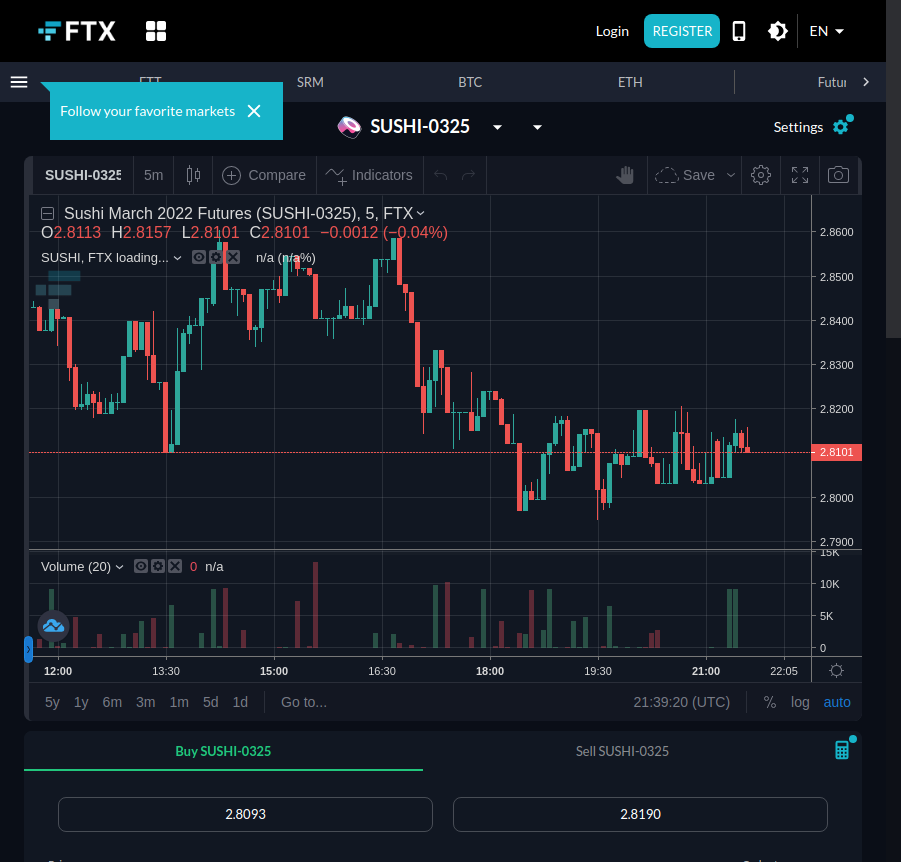 FTX
Login
REGISTER
EN
FTT
SRM
BTC
ETH
Futur
Follow your favorite markets
SUSHI-0325
Settings
SUSHI-0325
5m
Compare
Indicators
Save
Sushi March 2022 Futures (SUSHI-0325), 5, FTX
O2.8113 H2.8157 L2.8101 C2.8101 −0.0012 (−0.04%)
SUSHI, FTX loading... n/a (n/a%)
2.8600
2.8500
2.8400
2.8300
2.8200
2.8101
2.8000
2.7900
Volume (20) 0 n/a
15K
10K
5K
0
12:00 13:30 15:00 16:30 18:00 19:30 21:00 22:05
5y 1y 6m 3m 1m 5d 1d Go to... 21:39:20 (UTC) % log auto
Buy SUSHI-0325
Sell SUSHI-0325
2.8093
2.8190